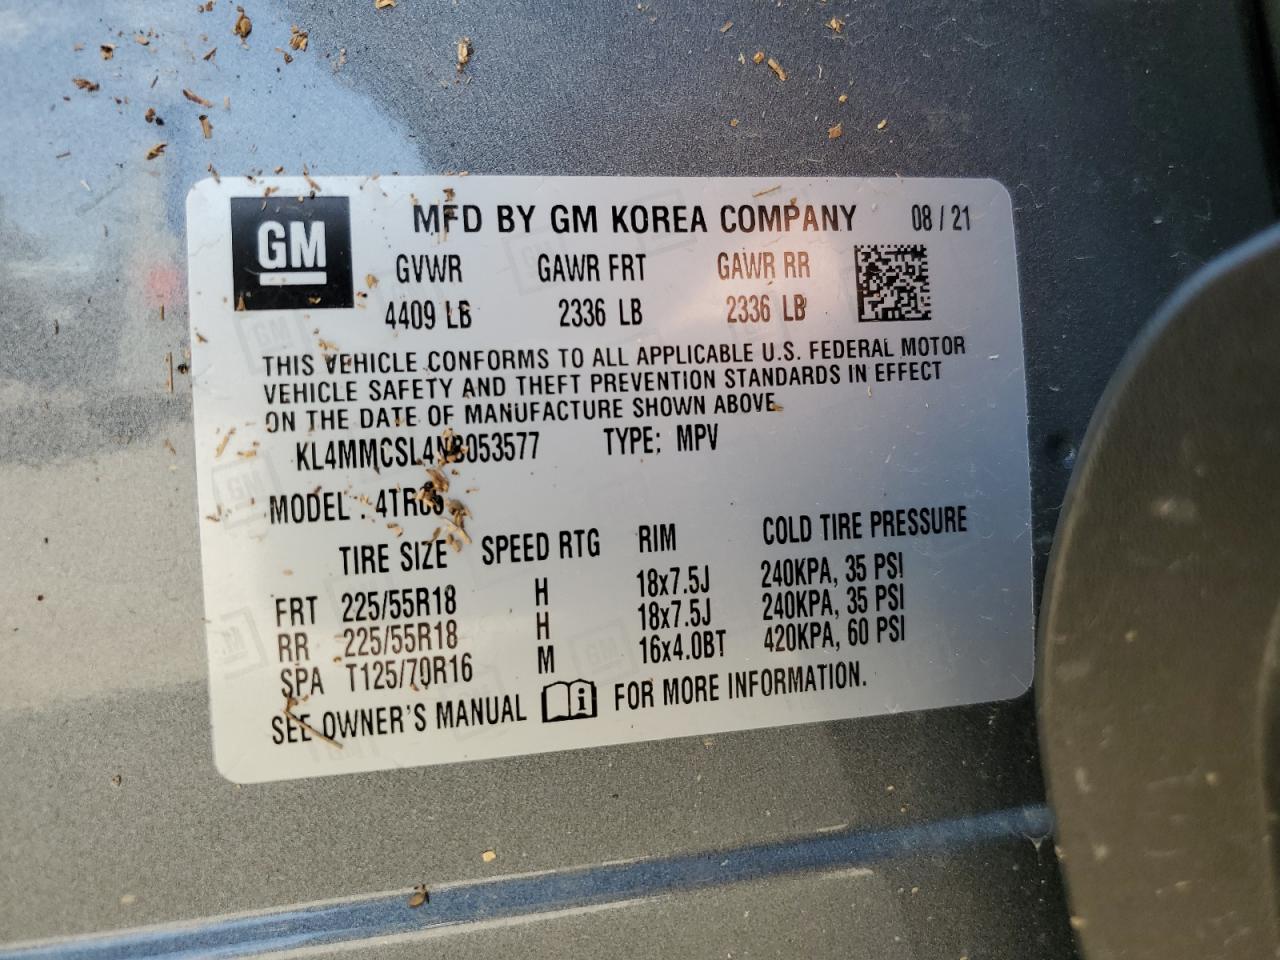 GM
MFD BY GM KOREA COMPANY 08 / 21
GVWR GAWR FRT GAWR RR
4409 LB 2336 LB 2336 LB
THIS VEHICLE CONFORMS TO ALL APPLICABLE U.S. FEDERAL MOTOR
VEHICLE SAFETY AND THEFT PREVENTION STANDARDS IN EFFECT
ON THE DATE OF MANUFACTURE SHOWN ABOVE.
KL4MMCSL4NB053577 TYPE: MPV
MODEL :
TIRE SIZE SPEED RTG RIM COLD TIRE PRESSURE
FRT 225/55R18 H 18x7.5J 240KPA, 35 PSI
RR 225/55R18 H 18x7.5J 240KPA, 35 PSI
SPA T125/70R16 M 16x4.0BT 420KPA, 60 PSI
SEE OWNER'S MANUAL FOR MORE INFORMATION.